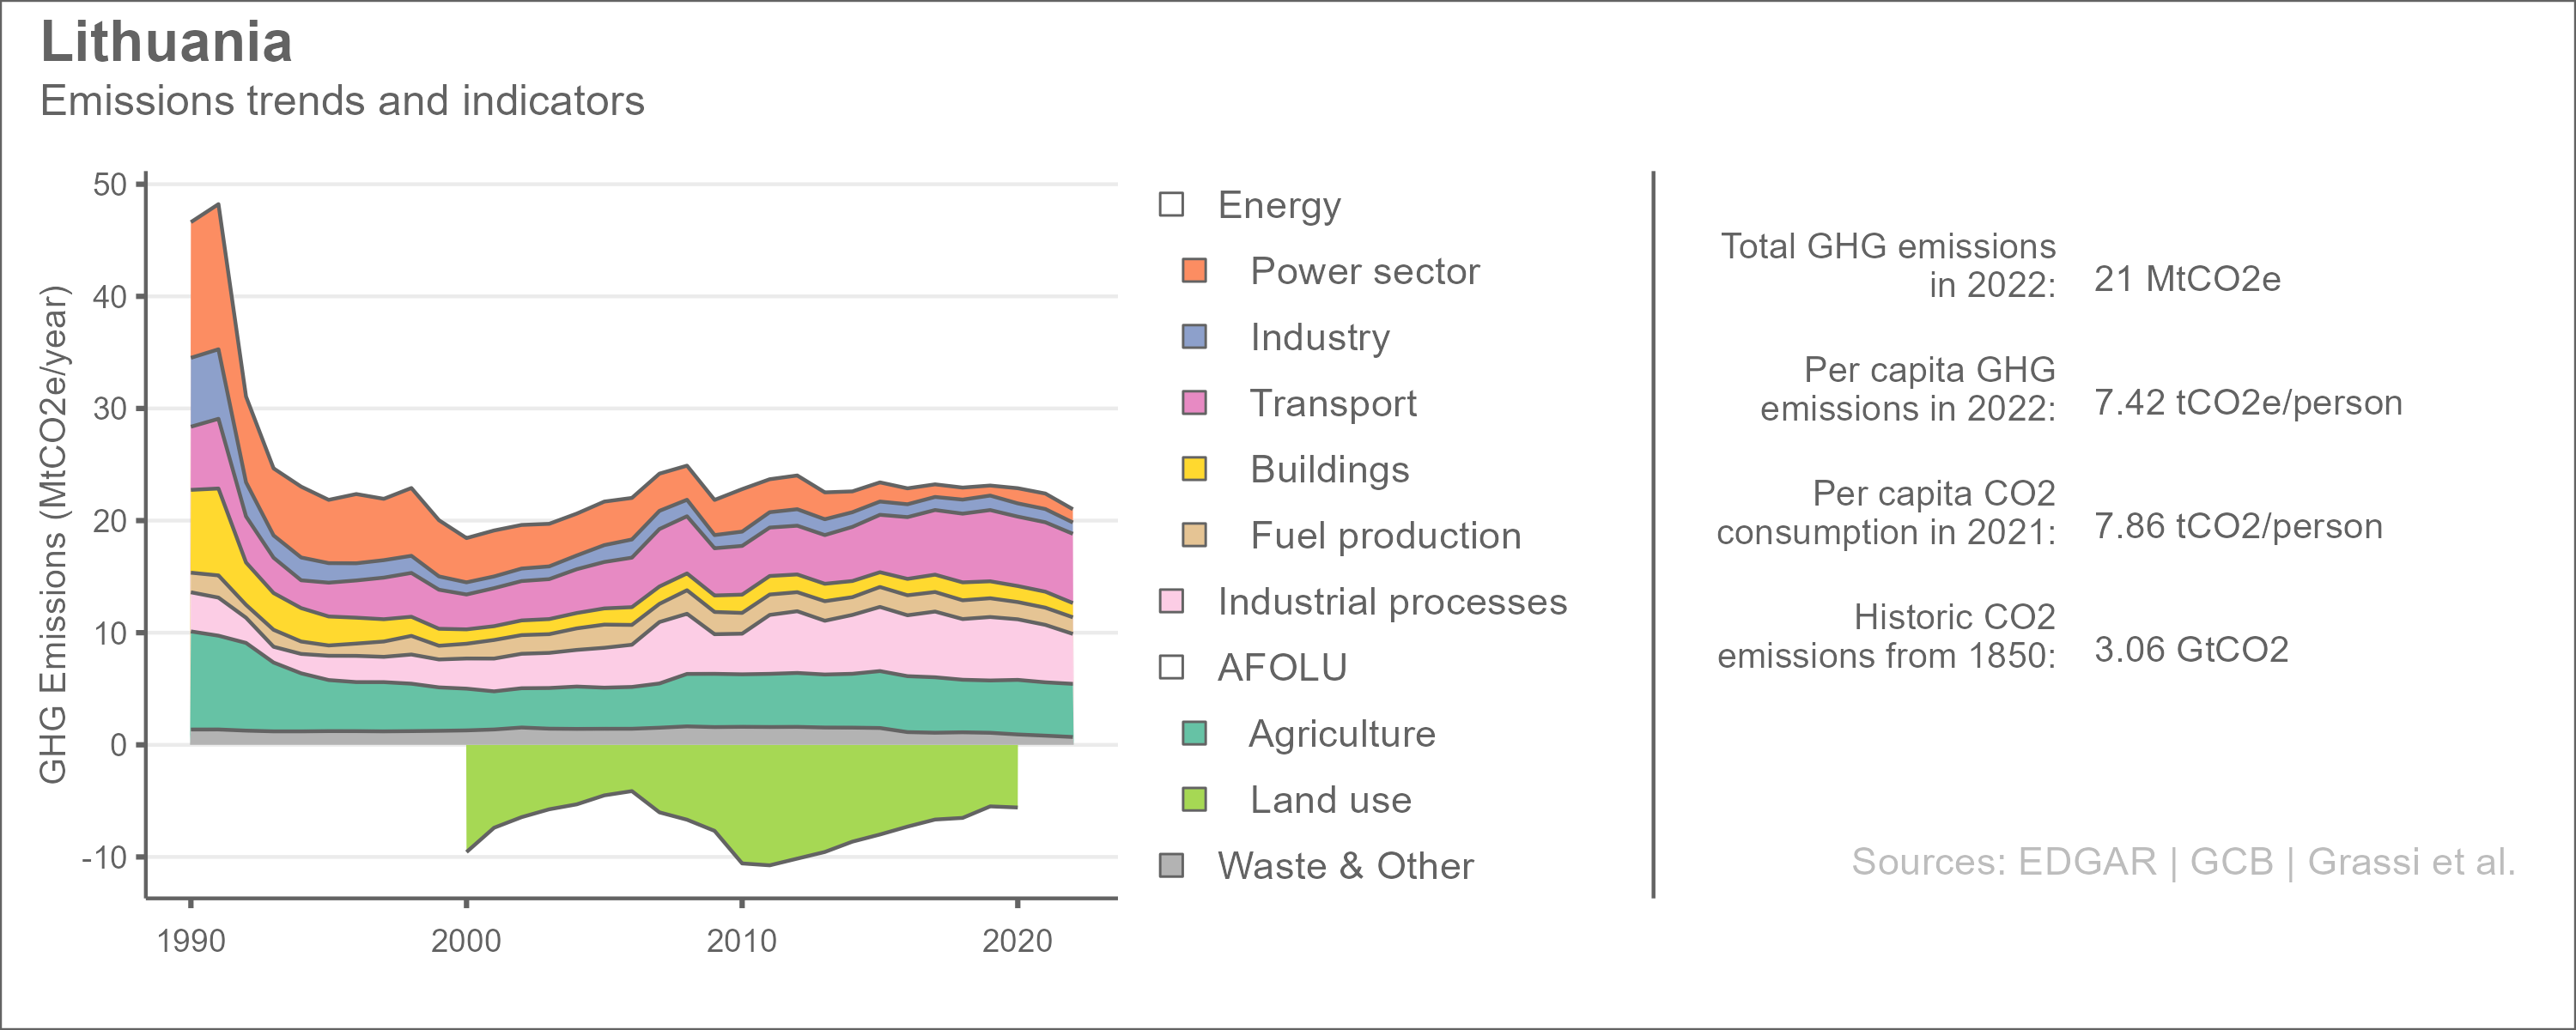 Lithuania
Emissions trends and indicators
GHG Emissions (MtCO2e/year)
50
40
30
20
10
0
-10
1990
2000
2010
2020
Energy
Power sector
Industry
Transport
Buildings
Fuel production
Industrial processes
AFOLU
Agriculture
Land use
Waste & Other
Total GHG emissions
in 2022:
21 MtCO2e
Per capita GHG
emissions in 2022:
7.42 tCO2e/person
Per capita CO2
consumption in 2021:
7.86 tCO2/person
Historic CO2
emissions from 1850:
3.06 GtCO2
Sources: EDGAR | GCB | Grassi et al.